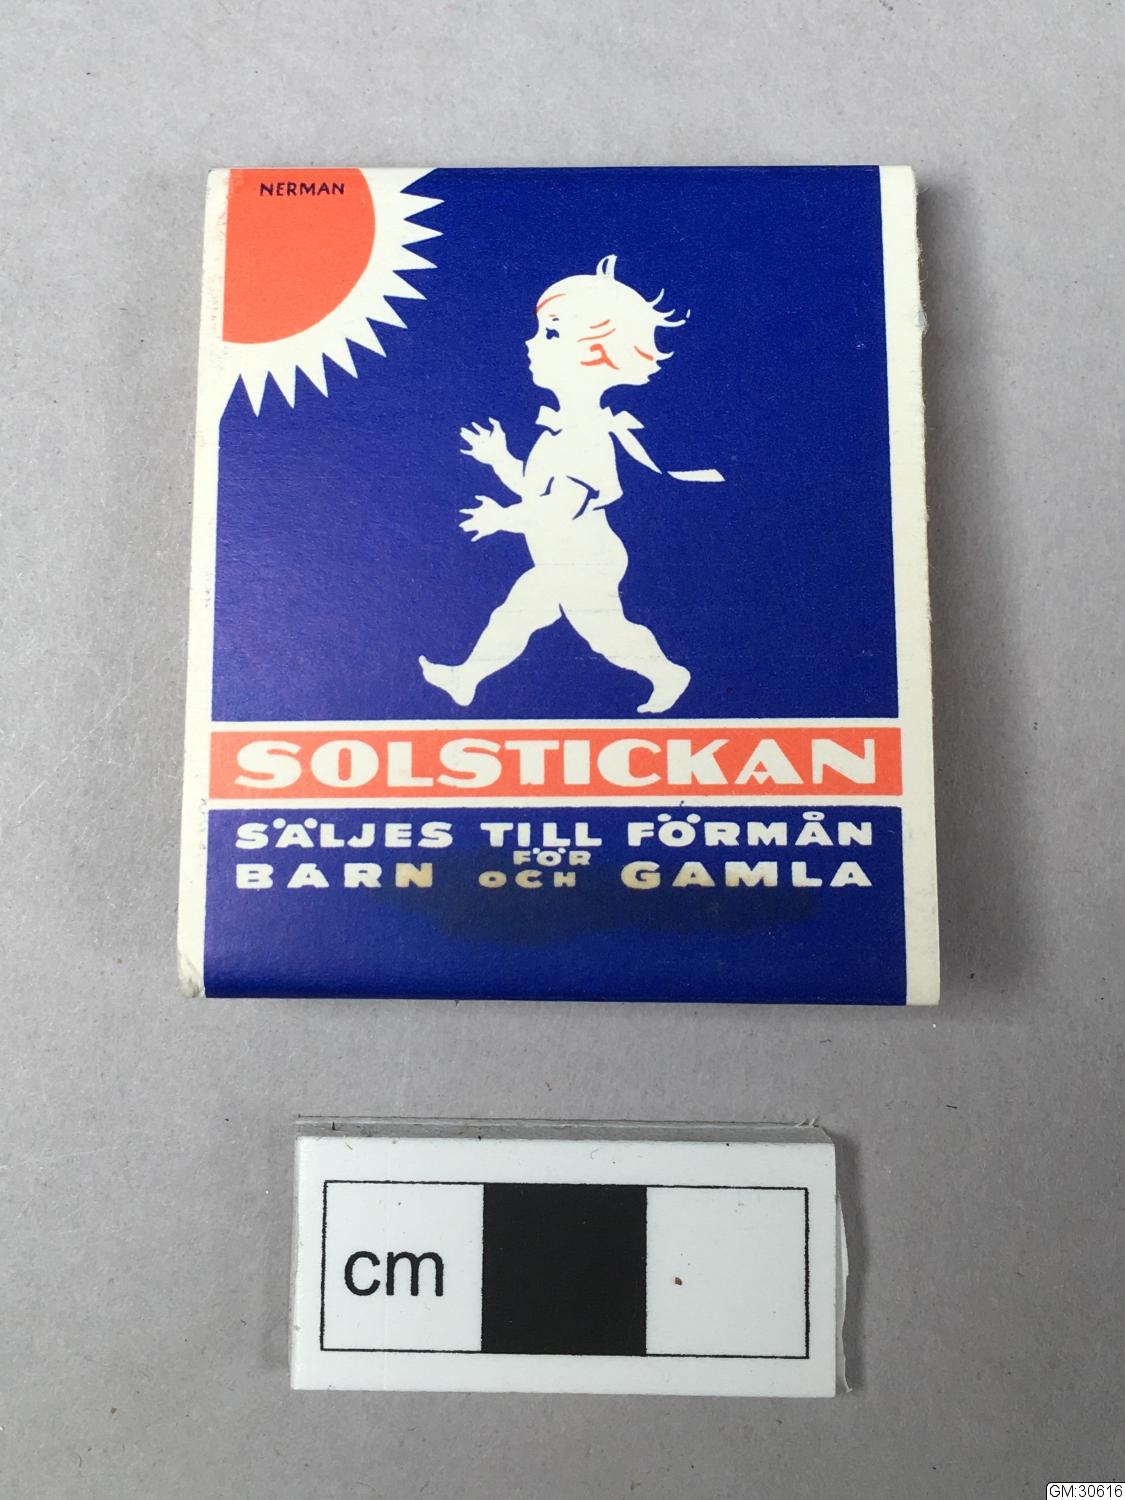 NERMAN
SOLSTICKAN
SÄLJES TILL FÖRMÅN
FÖR
BARN OCH GAMLA
cm
GM:30616